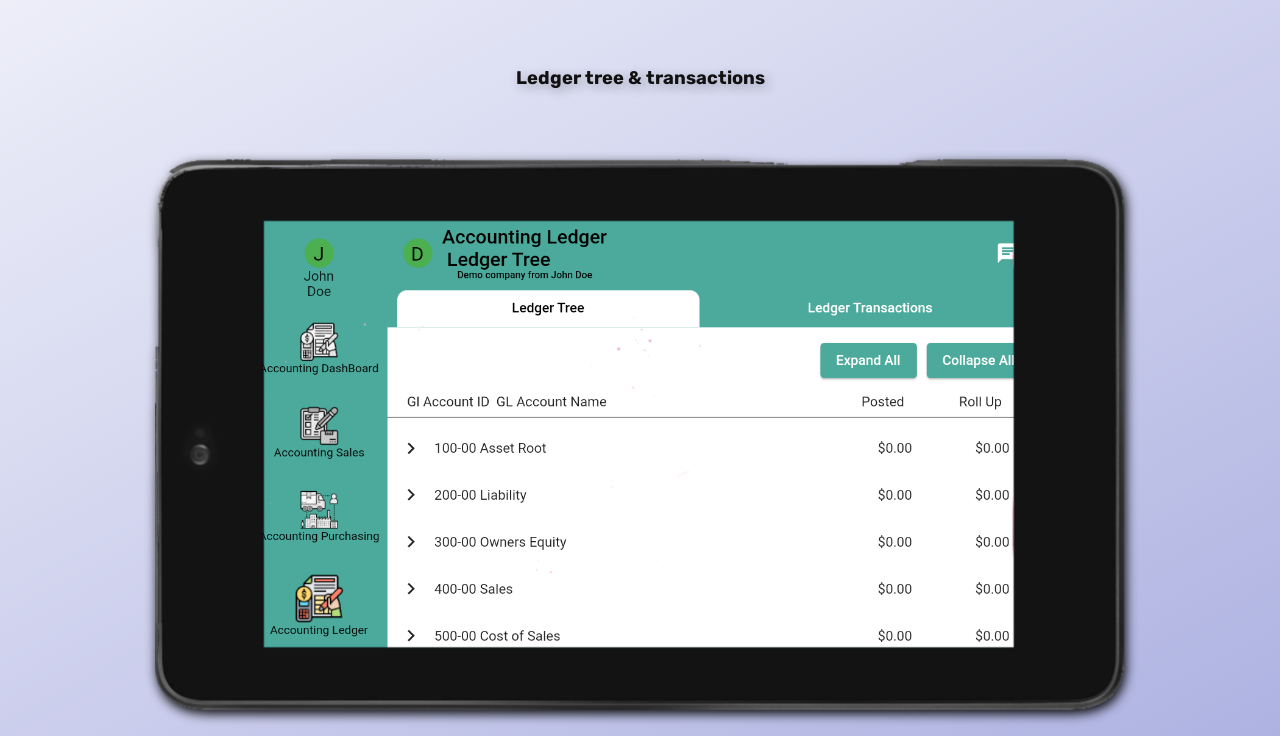 Ledger tree & transactions
J
John
Doe
D
Accounting Ledger
Ledger Tree
Demo company from John Doe
Ledger Tree
Ledger Transactions
Expand All
Collapse All
Gl Account ID GL Account Name Posted Roll Up
100-00 Asset Root $0.00 $0.00
200-00 Liability $0.00 $0.00
300-00 Owners Equity $0.00 $0.00
400-00 Sales $0.00 $0.00
500-00 Cost of Sales $0.00 $0.00
Accounting DashBoard
Accounting Sales
Accounting Purchasing
Accounting Ledger